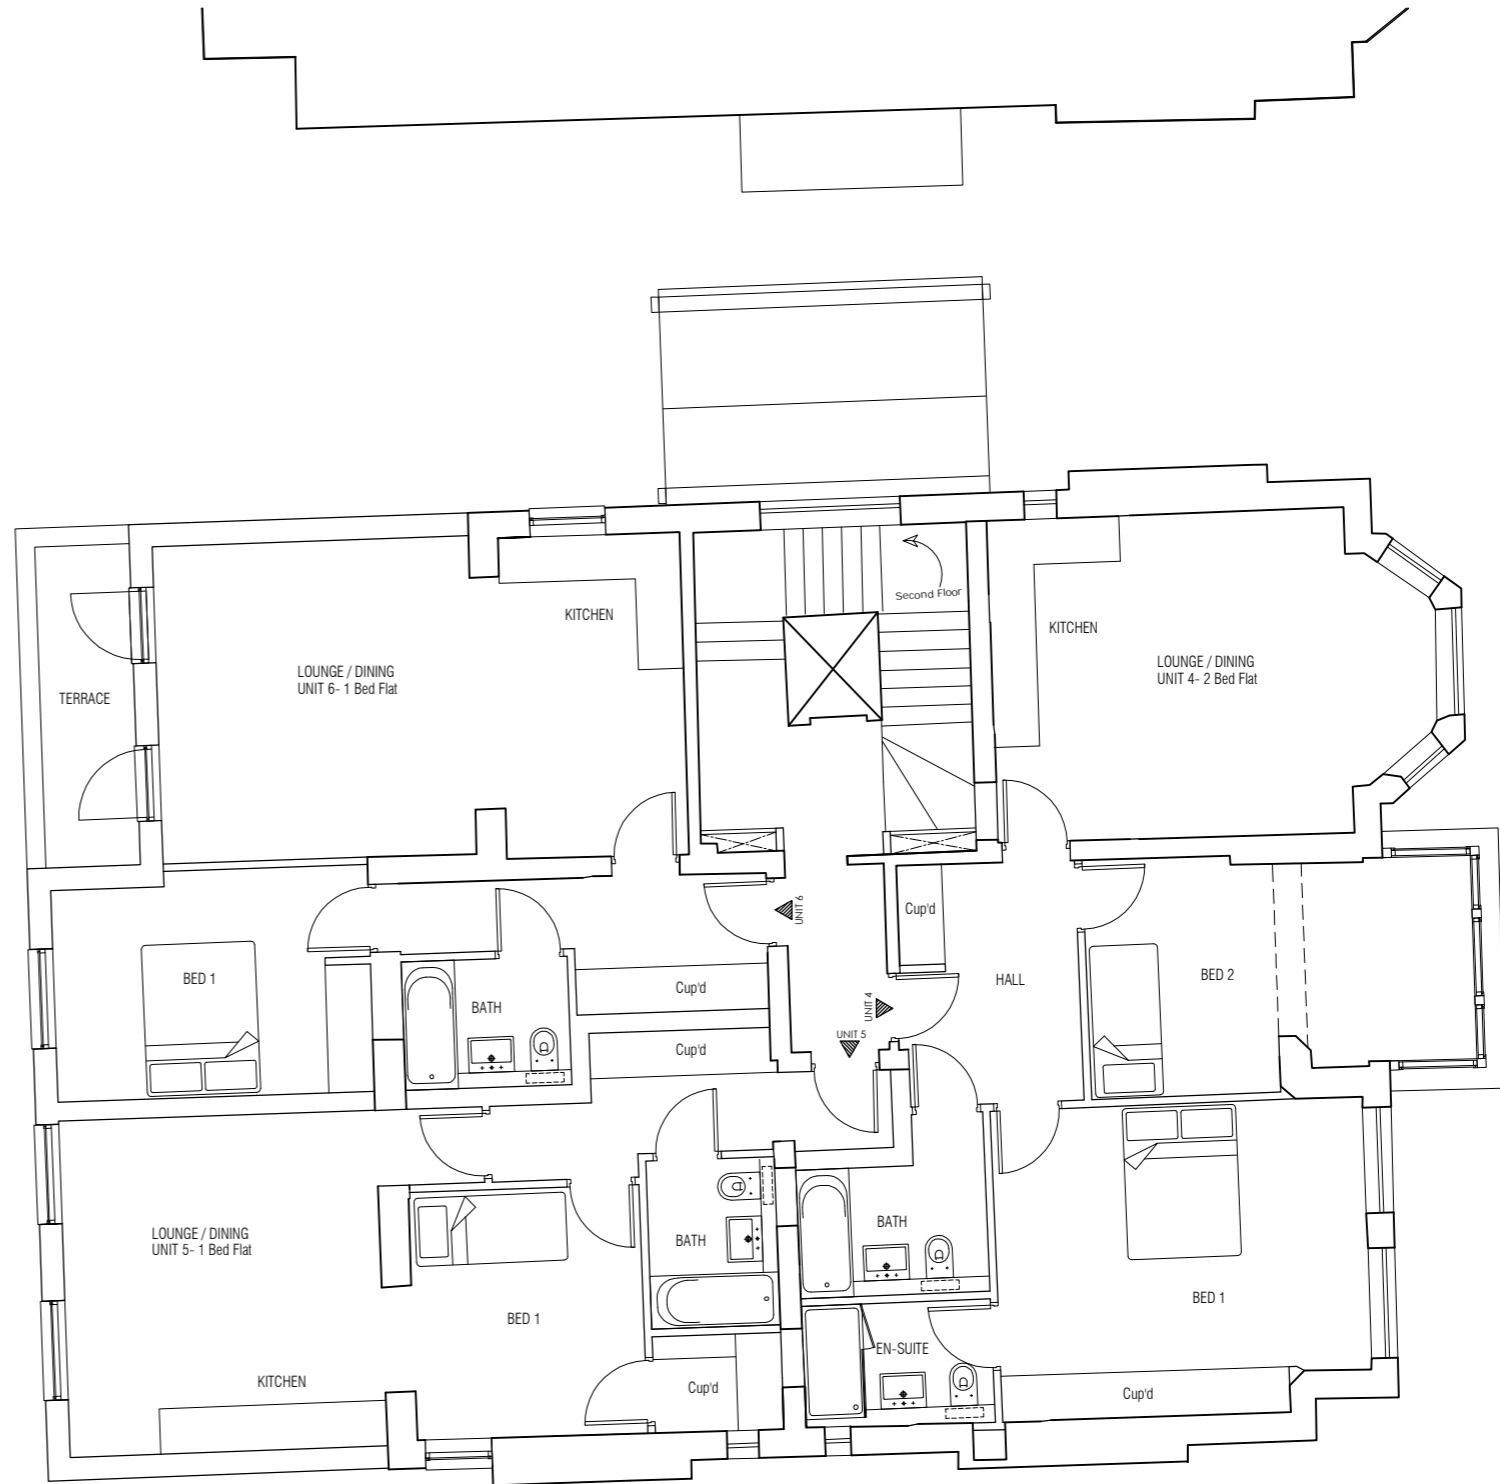 Second Floor
KITCHEN
KITCHEN
LOUNGE / DINING
UNIT 6- 1 Bed Flat
LOUNGE / DINING
UNIT 4- 2 Bed Flat
TERRACE
UNIT 6
Cup'd
BED 1
BATH
Cup'd
HALL
BED 2
UNIT 4
UNIT 5
Cup'd
LOUNGE / DINING
UNIT 5- 1 Bed Flat
BATH
BATH
BED 1
BED 1
EN-SUITE
KITCHEN
Cup'd
Cup'd